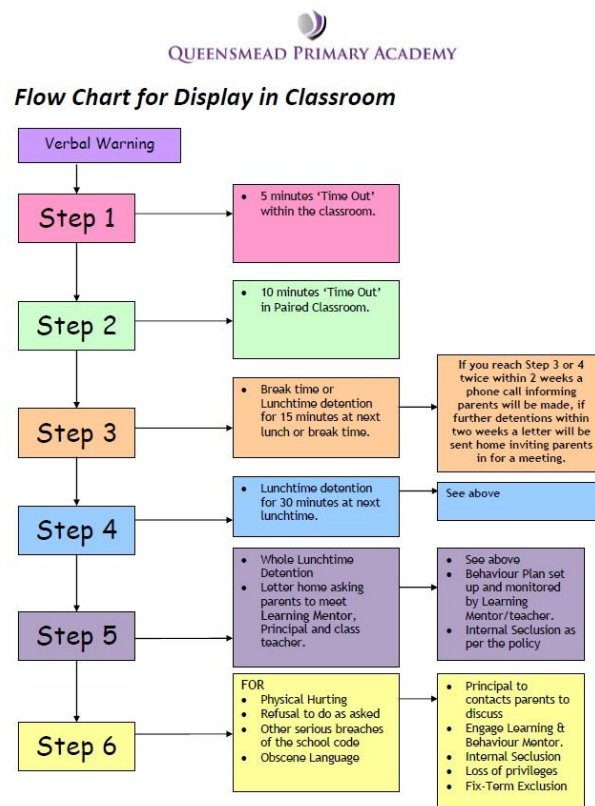 QUEENSMEAD PRIMARY ACADEMY
Flow Chart for Display in Classroom
Verbal Warning
Step 1
• 5 minutes ‘Time Out’
within the classroom.
Step 2
• 10 minutes ‘Time Out’
in Paired Classroom.
Step 3
• Break time or
Lunchtime detention
for 15 minutes at next
lunch or break time.
If you reach Step 3 or 4
twice within 2 weeks a
phone call informing
parents will be made, if
further detentions within
two weeks a letter will be
sent home inviting parents
in for a meeting.
Step 4
• Lunchtime detention
for 30 minutes at next
lunchtime.
See above
Step 5
• Whole Lunchtime
Detention
• Letter home asking
parents to meet
Learning Mentor,
Principal and class
teacher.
• See above
• Behaviour Plan set
up and monitored
by Learning
Mentor/teacher.
• Internal Seclusion as
per the policy
Step 6
FOR
• Physical Hurting
• Refusal to do as asked
• Other serious breaches
of the school code
• Obscene Language
• Principal to
contacts parents to
discuss
• Engage Learning &
Behaviour Mentor.
• Internal Seclusion
• Loss of privileges
• Fix-Term Exclusion